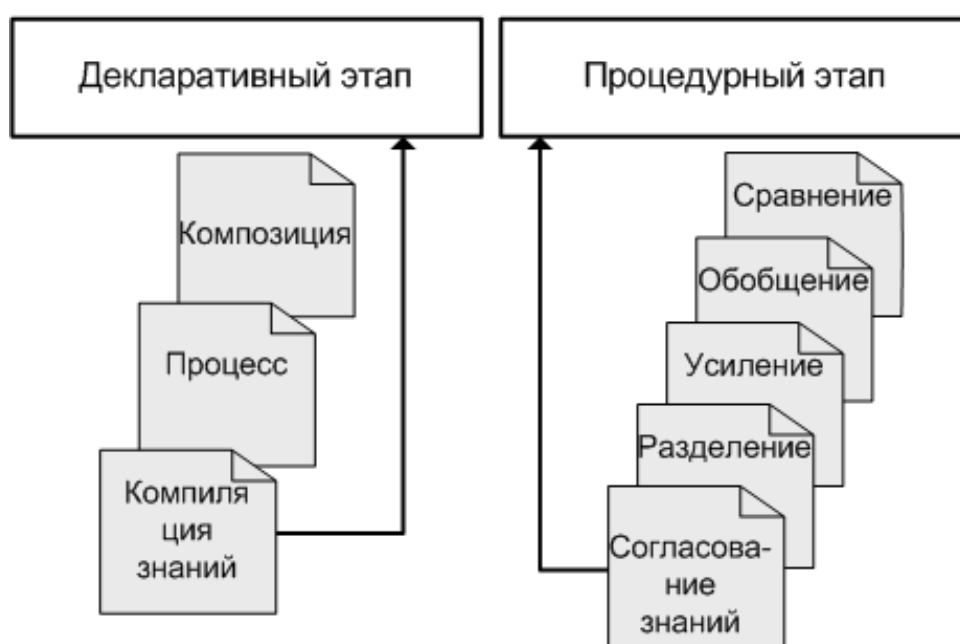 Декларативный этап
Процедурный этап
Композиция
Процесс
Компиля
ция
знаний
Сравнение
Обобщение
Усиление
Разделение
Согласова-
ние
знаний